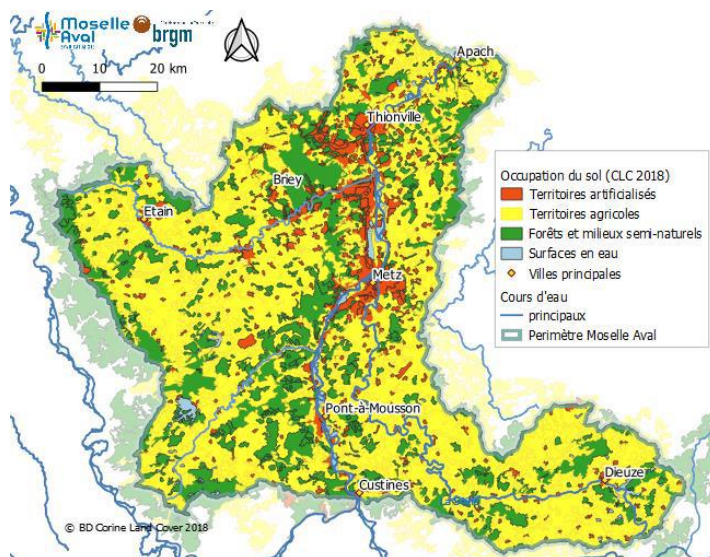 Moselle
Aval
brgm
0 10 20 km
Apach
Thionville
Briey
Etain
Metz
Pont-à-Mousson
Custines
Dieuze
Occupation du sol (CLC 2018)
Territoires artificialisés
Territoires agricoles
Forêts et milieux semi-naturels
Surfaces en eau
Villes principales
Cours d'eau
principaux
Perimètre Moselle Aval
© BD Corine Land Cover 2018